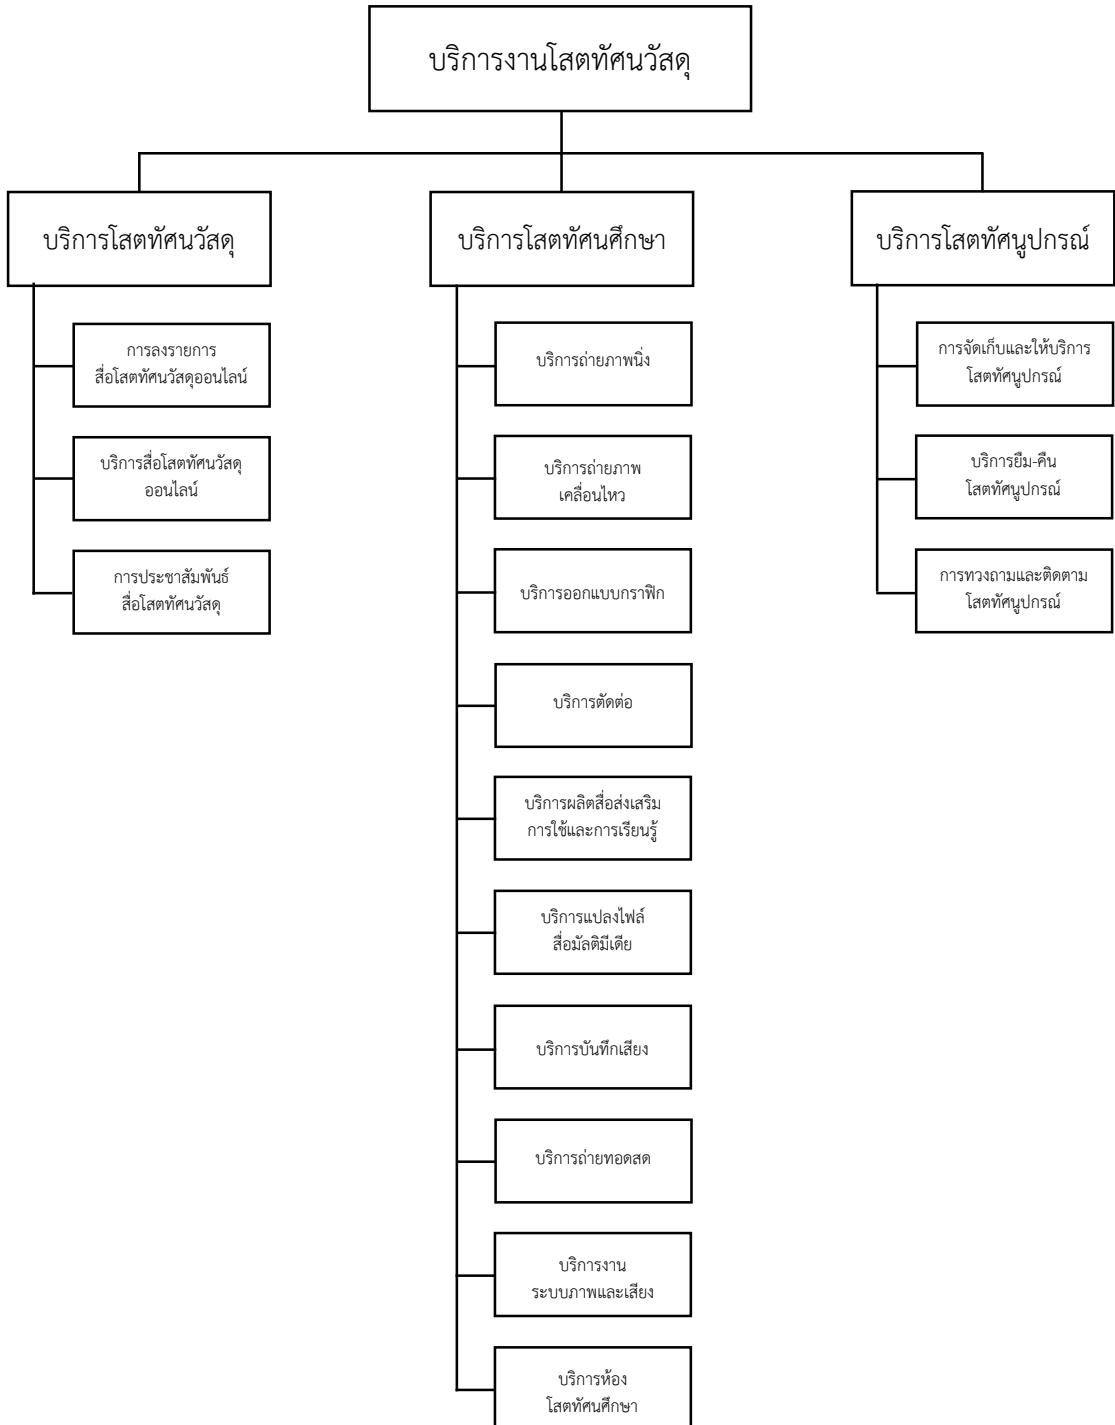 บริการงานโสตทัศนวัสดุ
บริการโสตทัศนวัสดุ
การลงรายการ
สื่อโสตทัศนวัสดุออนไลน์
บริการสื่อโสตทัศนวัสดุ
ออนไลน์
การประชาสัมพันธ์
สื่อโสตทัศนวัสดุ
บริการโสตทัศนศึกษา
บริการถ่ายภาพนิ่ง
บริการถ่ายภาพ
เคลื่อนไหว
บริการออกแบบกราฟิก
บริการตัดต่อ
บริการผลิตสื่อส่งเสริม
การใช้และการเรียนรู้
บริการแปลงไฟล์
สื่อมัลติมีเดีย
บริการบันทึกเสียง
บริการถ่ายทอดสด
บริการงาน
ระบบภาพและเสียง
บริการห้อง
โสตทัศนศึกษา
บริการโสตทัศนูปกรณ์
การจัดเก็บและให้บริการ
โสตทัศนูปกรณ์
บริการยืม-คืน
โสตทัศนูปกรณ์
การทวงถามและติดตาม
โสตทัศนูปกรณ์